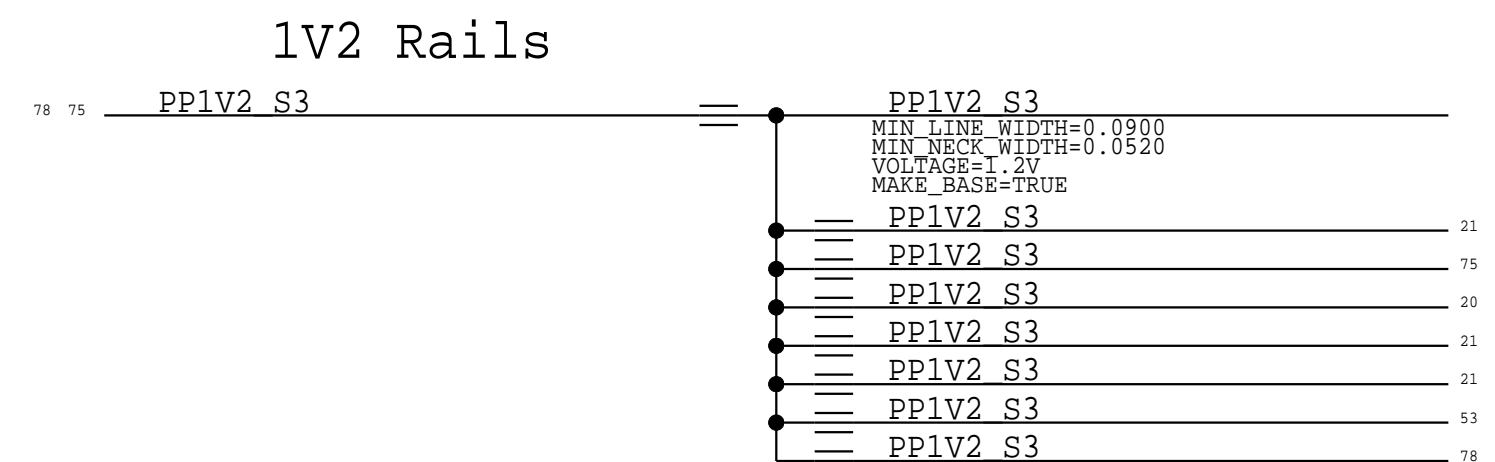 1V2 Rails
78 75 PP1V2_S3 PP1V2_S3
MIN_LINE_WIDTH=0.0900
MIN_NECK_WIDTH=0.0520
VOLTAGE=1.2V
MAKE_BASE=TRUE
PP1V2_S3 21
PP1V2_S3 75
PP1V2_S3 20
PP1V2_S3 21
PP1V2_S3 21
PP1V2_S3 53
PP1V2_S3 78